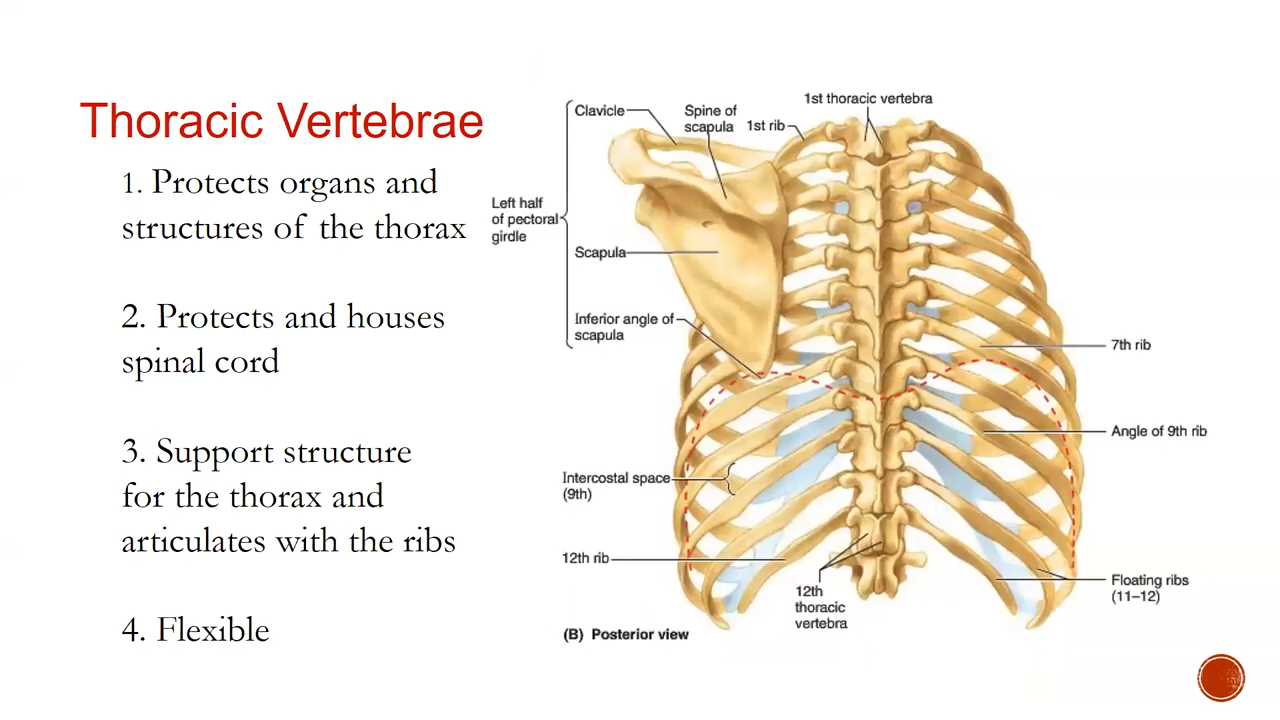 Thoracic Vertebrae
1. Protects organs and
structures of the thorax
2. Protects and houses
spinal cord
3. Support structure
for the thorax and
articulates with the ribs
4. Flexible
1st thoracic vertebra
Clavicle
Spine of
scapula
1st rib
Left half
of pectoral
girdle
Scapula
Inferior angle of
scapula
7th rib
Angle of 9th rib
Intercostal space
(9th)
12th rib
12th
thoracic
vertebra
Floating ribs
(11–12)
(B) Posterior view